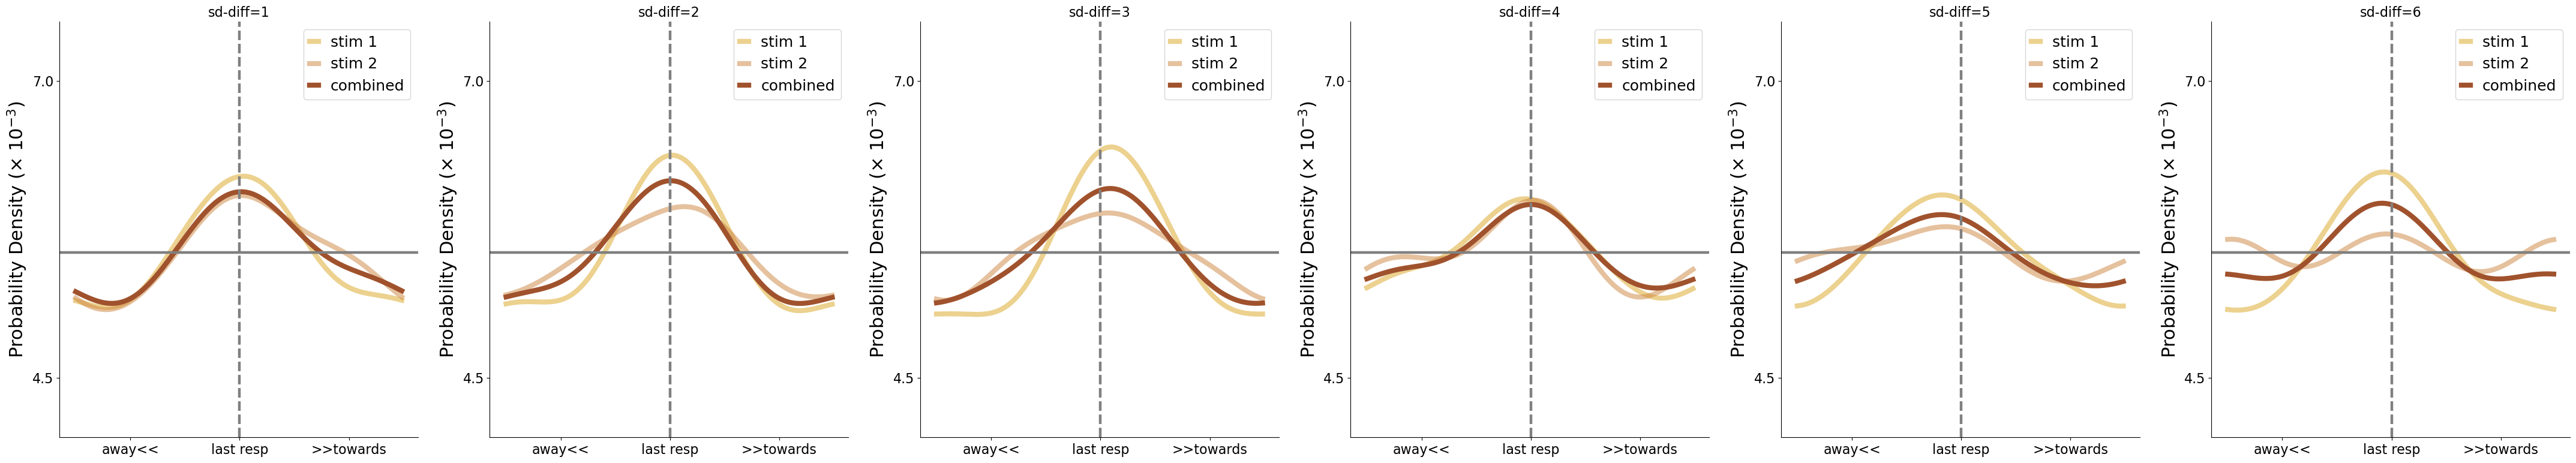 sd-diff=1
Probability Density (× 10⁻³)
7.0
4.5
stim 1
stim 2
combined
away<<
last resp
>>towards
sd-diff=2
Probability Density (× 10⁻³)
7.0
4.5
stim 1
stim 2
combined
away<<
last resp
>>towards
sd-diff=3
Probability Density (× 10⁻³)
7.0
4.5
stim 1
stim 2
combined
away<<
last resp
>>towards
sd-diff=4
Probability Density (× 10⁻³)
7.0
4.5
stim 1
stim 2
combined
away<<
last resp
>>towards
sd-diff=5
Probability Density (× 10⁻³)
7.0
4.5
stim 1
stim 2
combined
away<<
last resp
>>towards
sd-diff=6
Probability Density (× 10⁻³)
7.0
4.5
stim 1
stim 2
combined
away<<
last resp
>>towards